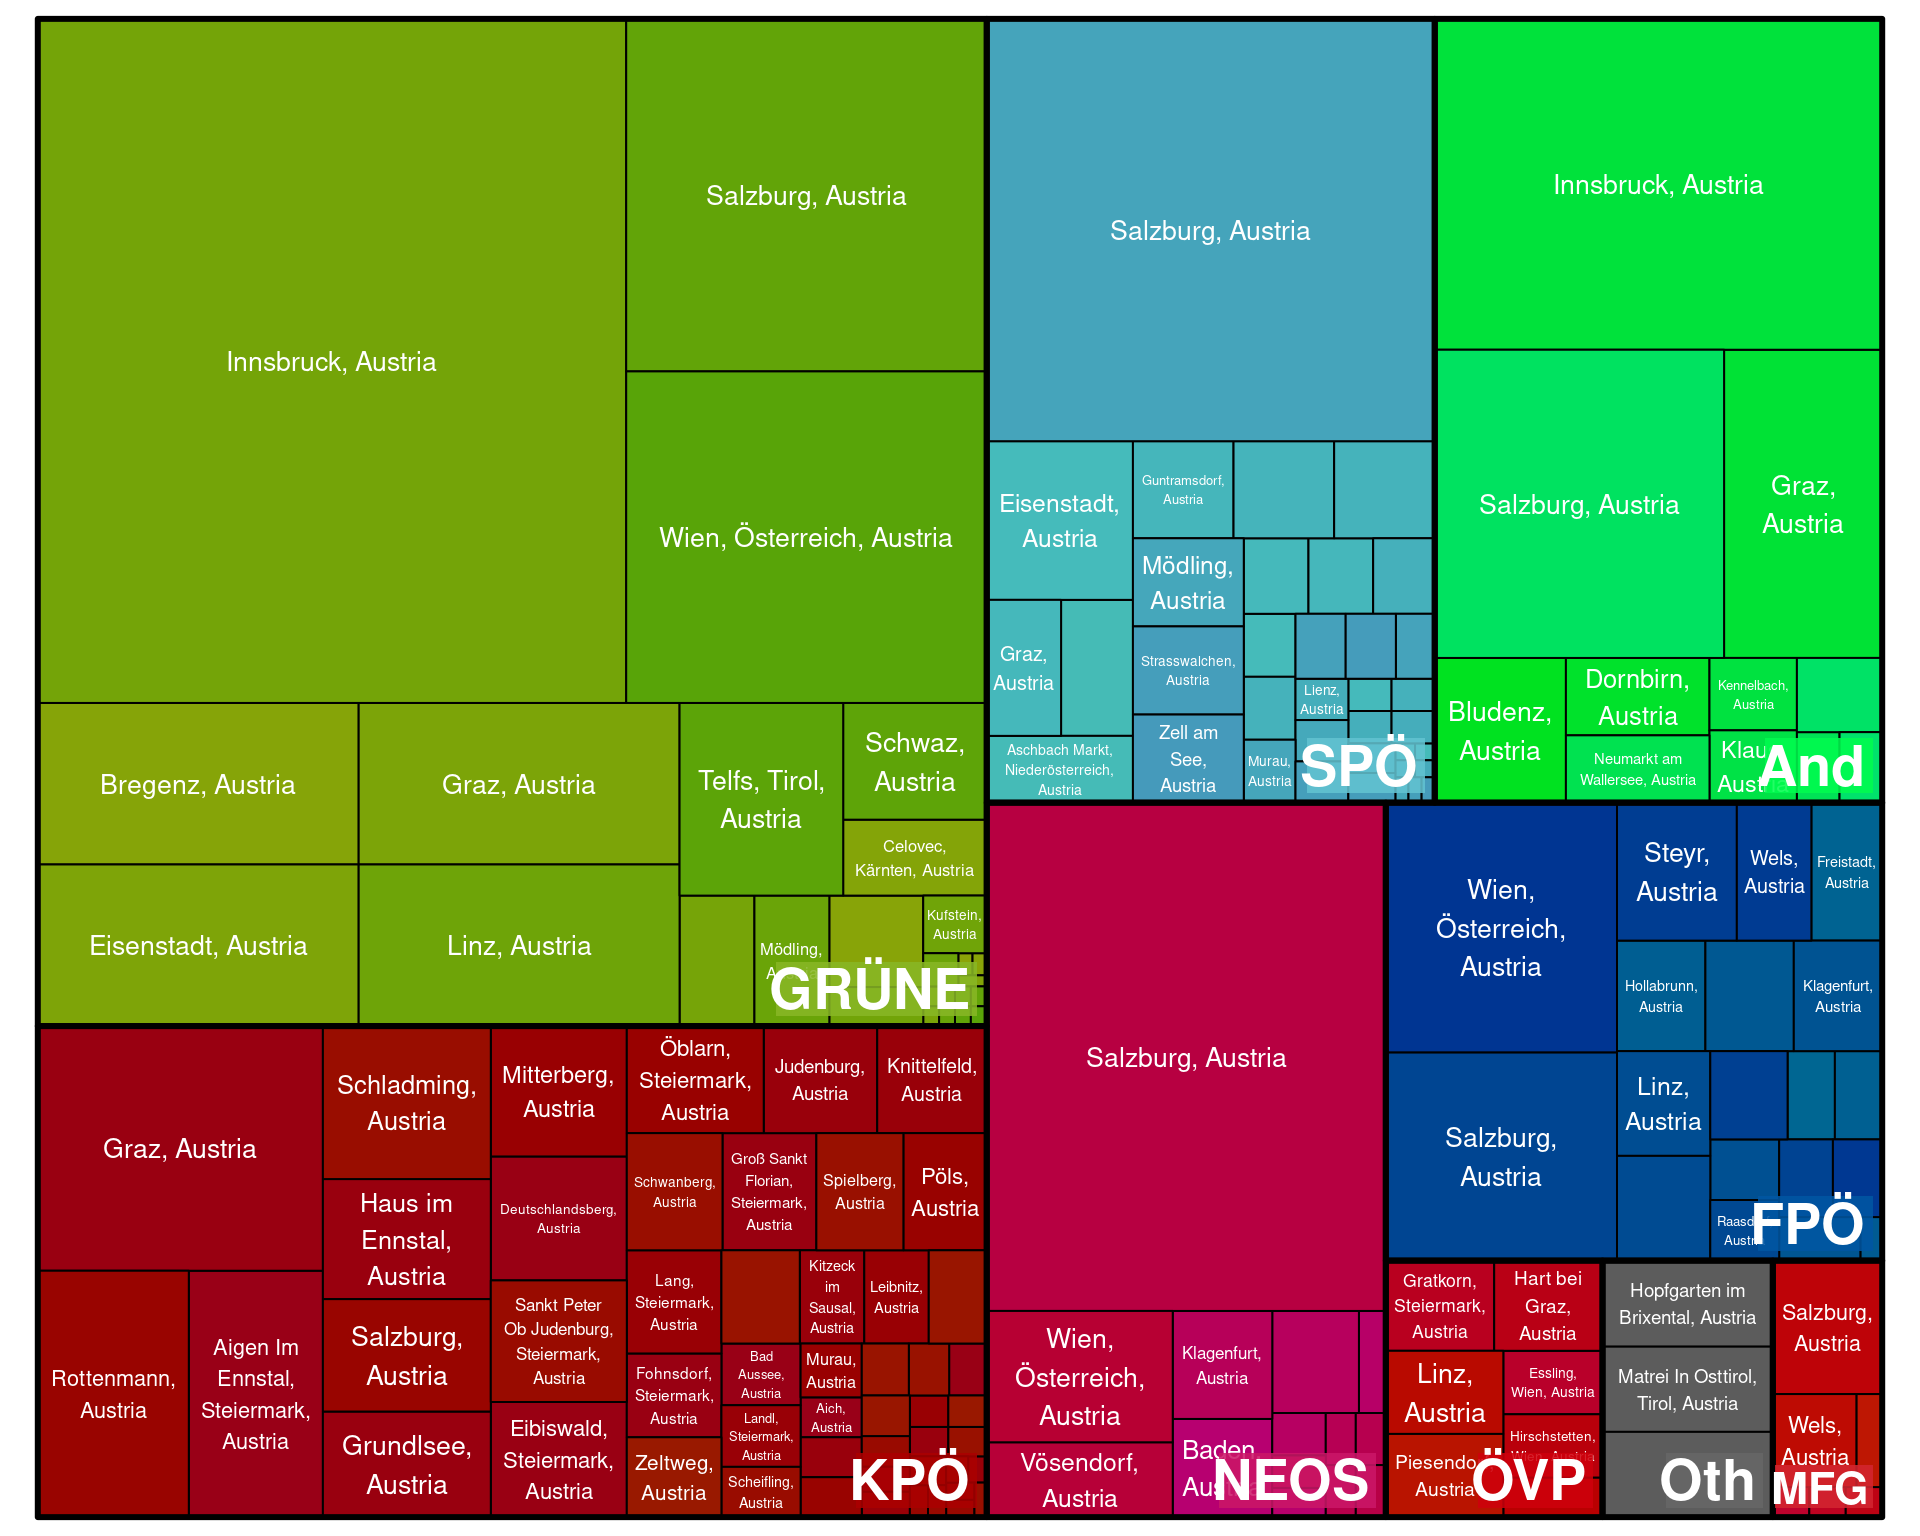 Innsbruck, Austria
Salzburg, Austria
Wien, Österreich, Austria
Bregenz, Austria
Graz, Austria
Telfs, Tirol,
Austria
Schwaz,
Austria
Celovec,
Kärnten, Austria
Eisenstadt, Austria
Linz, Austria
Mödling,
Kufstein,
Austria
GRÜNE
Salzburg, Austria
Eisenstadt,
Austria
Guntramsdorf,
Austria
Mödling,
Austria
Graz,
Austria
Strasswalchen,
Austria
Lienz,
Austria
Aschbach Markt,
Niederösterreich,
Austria
Zell am
See,
Austria
Murau,
Austria
SPÖ
Innsbruck, Austria
Salzburg, Austria
Graz,
Austria
Bludenz,
Austria
Dornbirn,
Austria
Kennelbach,
Austria
Neumarkt am
Wallersee, Austria
Klau
Aust
And
Graz, Austria
Rottenmann,
Austria
Aigen Im
Ennstal,
Steiermark,
Austria
Schladming,
Austria
Haus im
Ennstal,
Austria
Salzburg,
Austria
Grundlsee,
Austria
Mitterberg,
Austria
Deutschlandsberg,
Austria
Sankt Peter
Ob Judenburg,
Steiermark,
Austria
Eibiswald,
Steiermark,
Austria
Öblarn,
Steiermark,
Austria
Judenburg,
Austria
Knittelfeld,
Austria
Schwanberg,
Austria
Groß Sankt
Florian,
Steiermark,
Austria
Spielberg,
Austria
Pöls,
Austria
Lang,
Steiermark,
Austria
Kitzeck
im
Sausal,
Austria
Leibnitz,
Austria
Fohnsdorf,
Steiermark,
Austria
Bad
Aussee,
Austria
Murau,
Austria
Aich,
Austria
Landl,
Steiermark,
Austria
Zeltweg,
Austria
Scheifling,
Austria
KPÖ
Salzburg, Austria
Wien,
Österreich,
Austria
Klagenfurt,
Austria
Vösendorf,
Austria
Baden,
NEOS
Wien,
Österreich,
Austria
Steyr,
Austria
Wels,
Austria
Freistadt,
Austria
Hollabrunn,
Austria
Klagenfurt,
Austria
Salzburg,
Austria
Linz,
Austria
Raasd
Austr
FPÖ
Gratkorn,
Steiermark,
Austria
Hart bei
Graz,
Austria
Linz,
Austria
Essling,
Wien, Austria
Hirschstetten,
Wien, Austria
Piesendo
Austria
ÖVP
Hopfgarten im
Brixental, Austria
Matrei In Osttirol,
Tirol, Austria
Oth
Salzburg,
Austria
Wels,
Austria
MFG